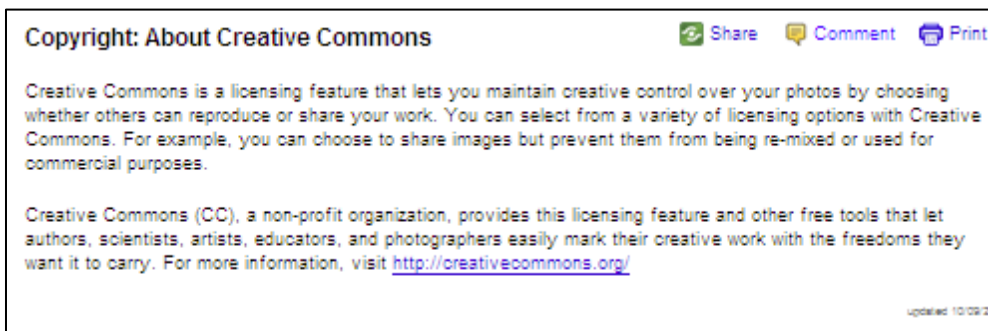 Copyright: About Creative Commons Share Comment Print
Creative Commons is a licensing feature that lets you maintain creative control over your photos by choosing
whether others can reproduce or share your work. You can select from a variety of licensing options with Creative
Commons. For example, you can choose to share images but prevent them from being re-mixed or used for
commercial purposes.
Creative Commons (CC), a non-profit organization, provides this licensing feature and other free tools that let
authors, scientists, artists, educators, and photographers easily mark their creative work with the freedoms they
want it to carry. For more information, visit http://creativecommons.org/
updated